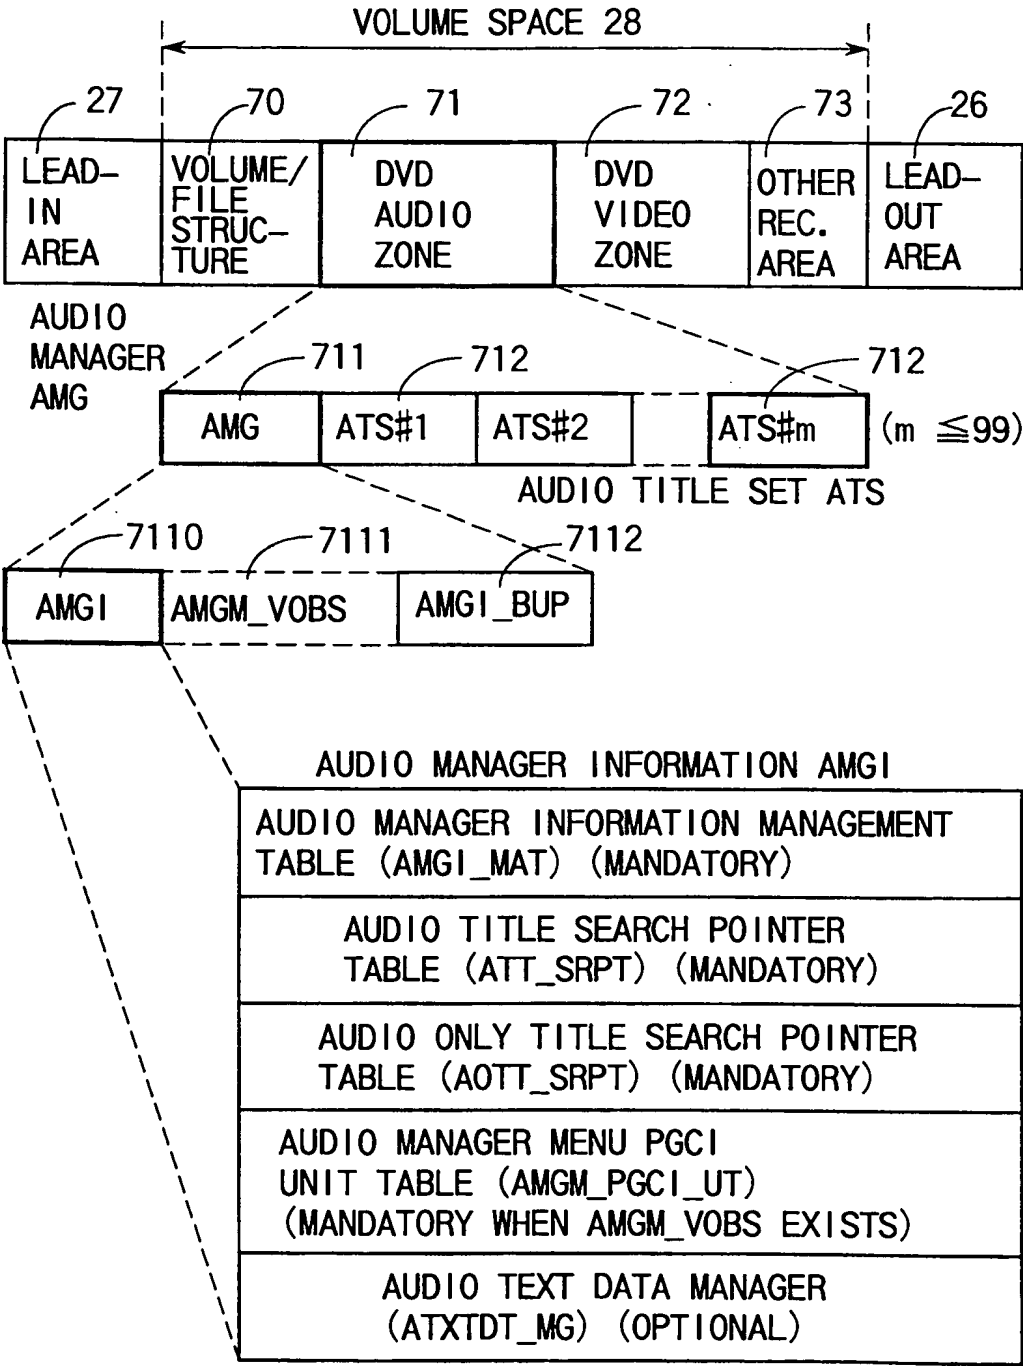 VOLUME SPACE 28
27
70
71
72
73
26
LEAD-
IN
AREA
VOLUME/
FILE
STRUC-
TURE
DVD
AUDIO
ZONE
DVD
VIDEO
ZONE
OTHER
REC.
AREA
LEAD-
OUT
AREA
AUDIO
MANAGER
AMG
711
712
712
AMG
ATS#1
ATS#2
ATS#m
(m ≦99)
AUDIO TITLE SET ATS
7110
7111
7112
AMGI
AMGM_VOBS
AMGI_BUP
AUDIO MANAGER INFORMATION AMGI
AUDIO MANAGER INFORMATION MANAGEMENT
TABLE (AMGI_MAT) (MANDATORY)
AUDIO TITLE SEARCH POINTER
TABLE (ATT_SRPT) (MANDATORY)
AUDIO ONLY TITLE SEARCH POINTER
TABLE (AOTT_SRPT) (MANDATORY)
AUDIO MANAGER MENU PGCI
UNIT TABLE (AMGM_PGCI_UT)
(MANDATORY WHEN AMGM_VOBS EXISTS)
AUDIO TEXT DATA MANAGER
(ATXTDT_MG) (OPTIONAL)